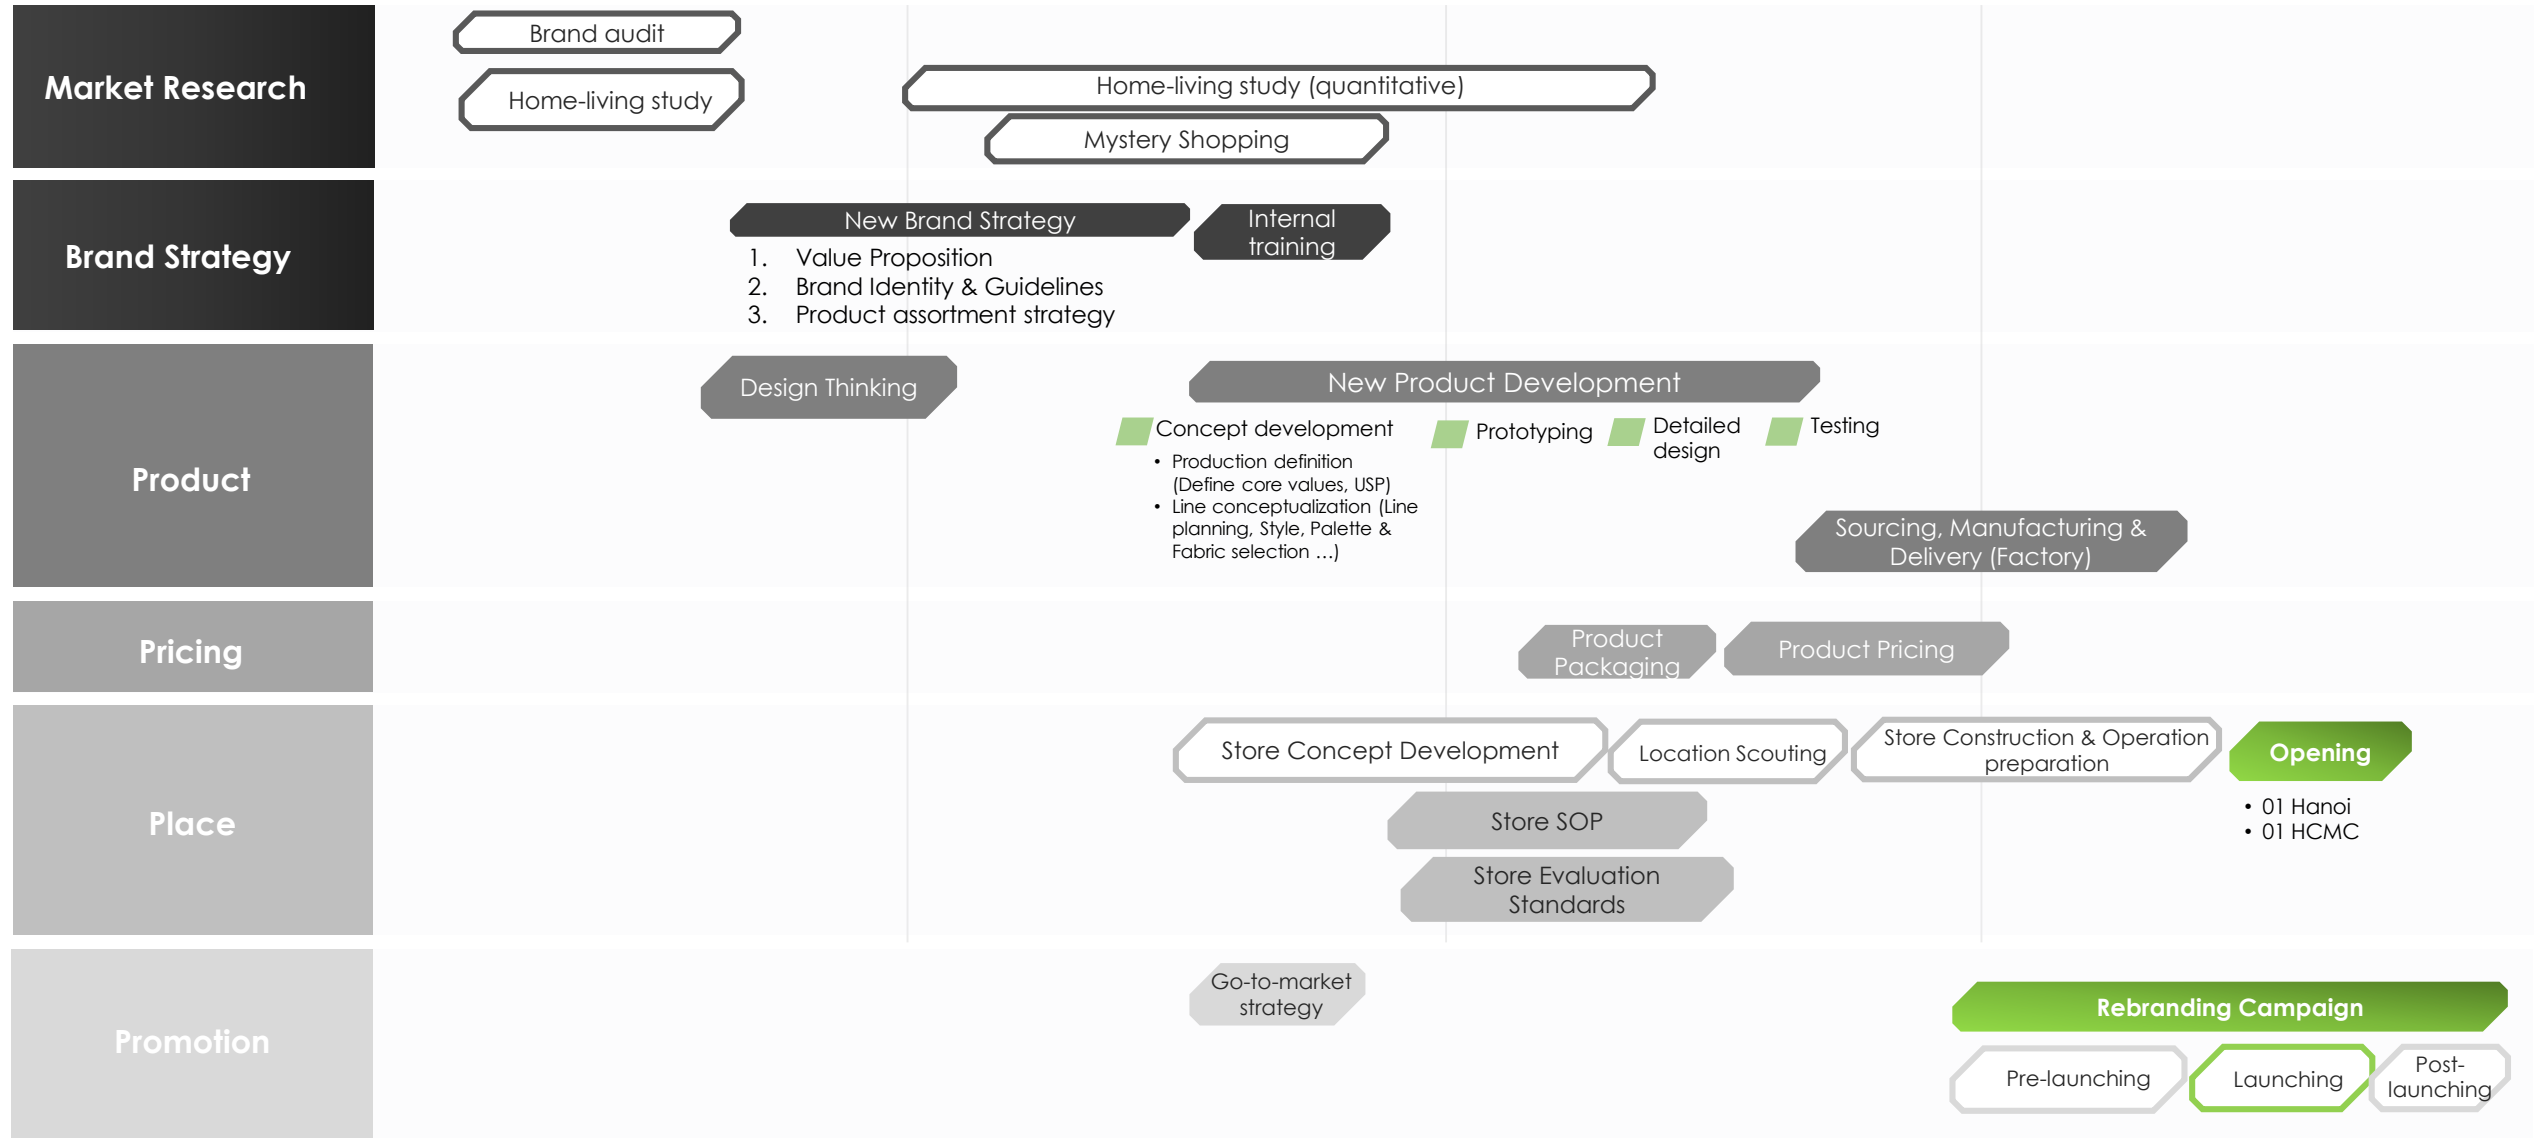 Market Research
Brand audit
Home-living study
Home-living study (quantitative)
Mystery Shopping
Brand Strategy
New Brand Strategy
1. Value Proposition
2. Brand Identity & Guidelines
3. Product assortment strategy
Internal
training
Product
Design Thinking
New Product Development
Concept development
• Production definition
(Define core values, USP)
• Line conceptualization (Line
planning, Style, Palette &
Fabric selection ...)
Prototyping
Detailed
design
Testing
Sourcing, Manufacturing &
Delivery (Factory)
Pricing
Product
Packaging
Product Pricing
Place
Store Concept Development
Location Scouting
Store Construction & Operation
preparation
Opening
• 01 Hanoi
• 01 HCMC
Store SOP
Store Evaluation
Standards
Promotion
Go-to-market
strategy
Rebranding Campaign
Pre-launching
Launching
Post-
launching